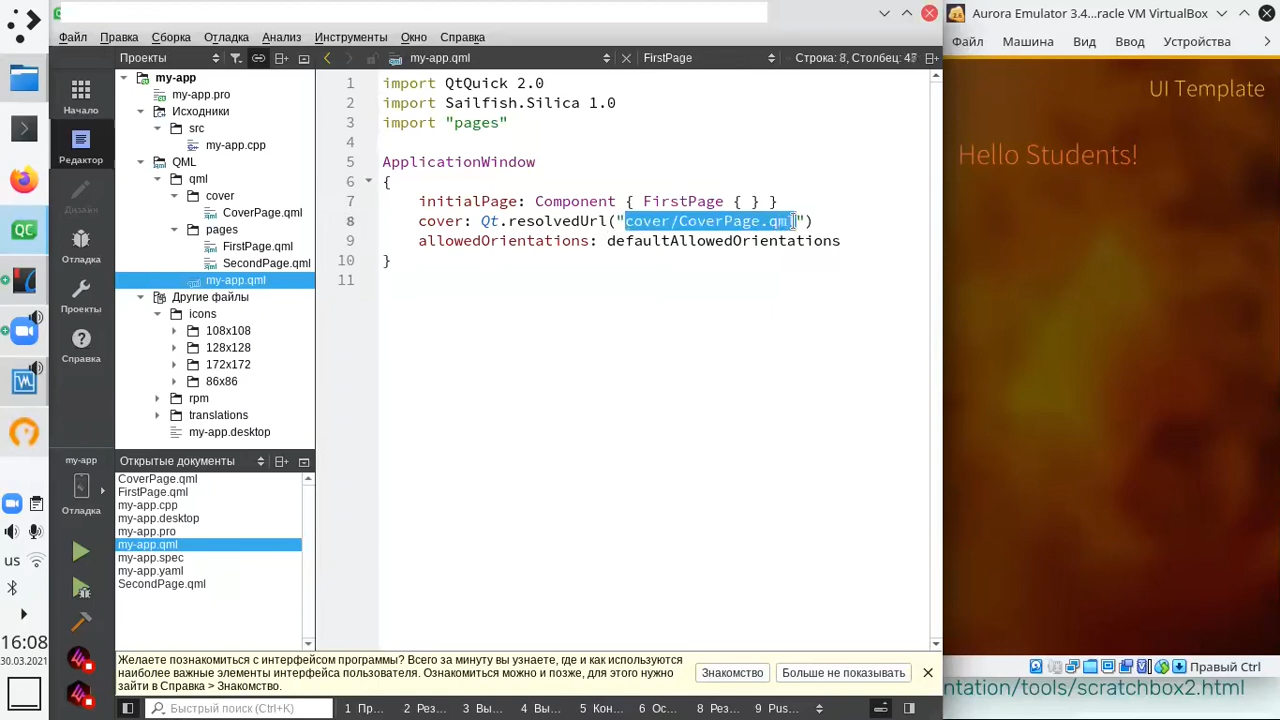 Aurora Emulator 3.4...racle VM VirtualBox
Файл Правка Сборка Отладка Анализ Инструменты Окно Справка
Файл Машина Вид Ввод Устройства
Проекты
my-app.qml
FirstPage
Строка: 8, Столбец: 45
Начало
Редактор
Дизайн
Отладка
Проекты
Справка
my-app
my-app.pro
Исходники
src
my-app.cpp
QML
qml
cover
CoverPage.qml
pages
FirstPage.qml
SecondPage.qml
my-app.qml
Другие файлы
icons
108x108
128x128
172x172
86x86
rpm
translations
my-app.desktop
1 import QtQuick 2.0
2 import Sailfish.Silica 1.0
3 import "pages"
4
5 ApplicationWindow
6 {
7 initialPage: Component { FirstPage { } }
8 cover: Qt.resolvedUrl("cover/CoverPage.qml")
9 allowedOrientations: defaultAllowedOrientations
10 }
11
UI Template
Hello Students!
Открытые документы
CoverPage.qml
FirstPage.qml
my-app.cpp
my-app.desktop
my-app.pro
my-app.qml
my-app.spec
my-app.yaml
SecondPage.qml
my-app
Отладка
us
16:08
30.03.2021
Желаете познакомиться с интерфейсом программы? Всего за минуту вы узнаете, где и как используются
наиболее важные элементы интерфейса пользователя. Ознакомиться можно и позже, для этого нужно
зайти в Справка > Знакомство.
Знакомство
Больше не показывать
Быстрый поиск (Ctrl+K)
1 Пр... 2 Рез... 3 Вы... 4 Вы... 5 Кон... 6 Ос... 8 Рез... 9 Pus...
Правый Ctrl
ntation/tools/scratchbox2.html